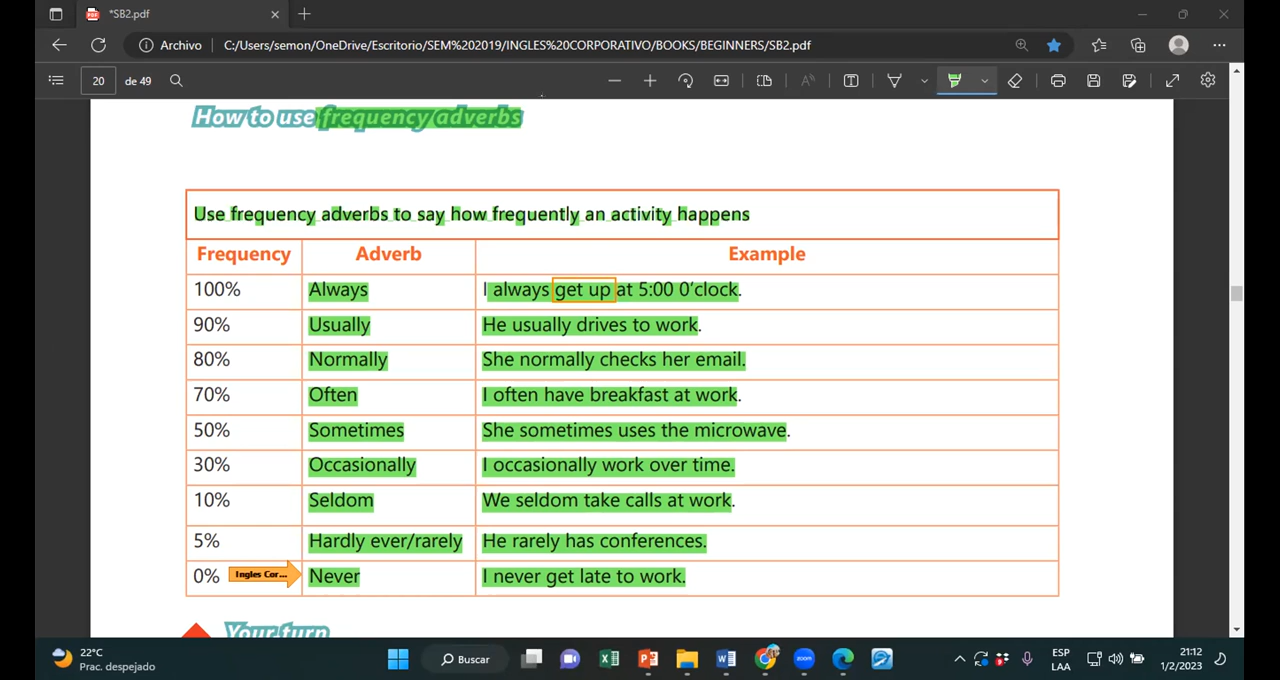 *SB2.pdf
Archivo C:/Users/semon/OneDrive/Escritorio/SEM%202019/INGLES%20CORPORATIVO/BOOKS/BEGINNERS/SB2.pdf
20 de 49
How to use frequency adverbs
Use frequency adverbs to say how frequently an activity happens
Frequency Adverb Example
100% Always I always get up at 5:00 0'clock.
90% Usually He usually drives to work.
80% Normally She normally checks her email.
70% Often I often have breakfast at work.
50% Sometimes She sometimes uses the microwave.
30% Occasionally I occasionally work over time.
10% Seldom We seldom take calls at work.
5% Hardly ever/rarely He rarely has conferences.
0% Ingles Cor... Never I never get late to work.
Your turn
22°C
Prac. despejado
Buscar
ESP
LAA
21:12
1/2/2023